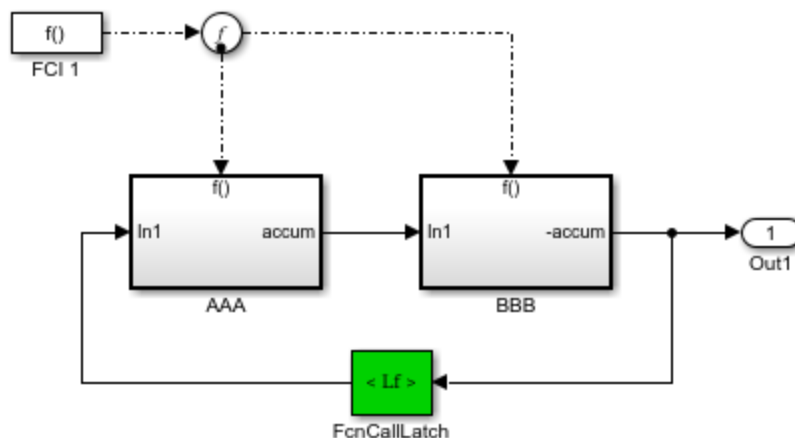 f()
f
FCI 1
f()
f()
In1
accum
In1
-accum
1
Out1
AAA
BBB
< Lf >
FcnCallLatch